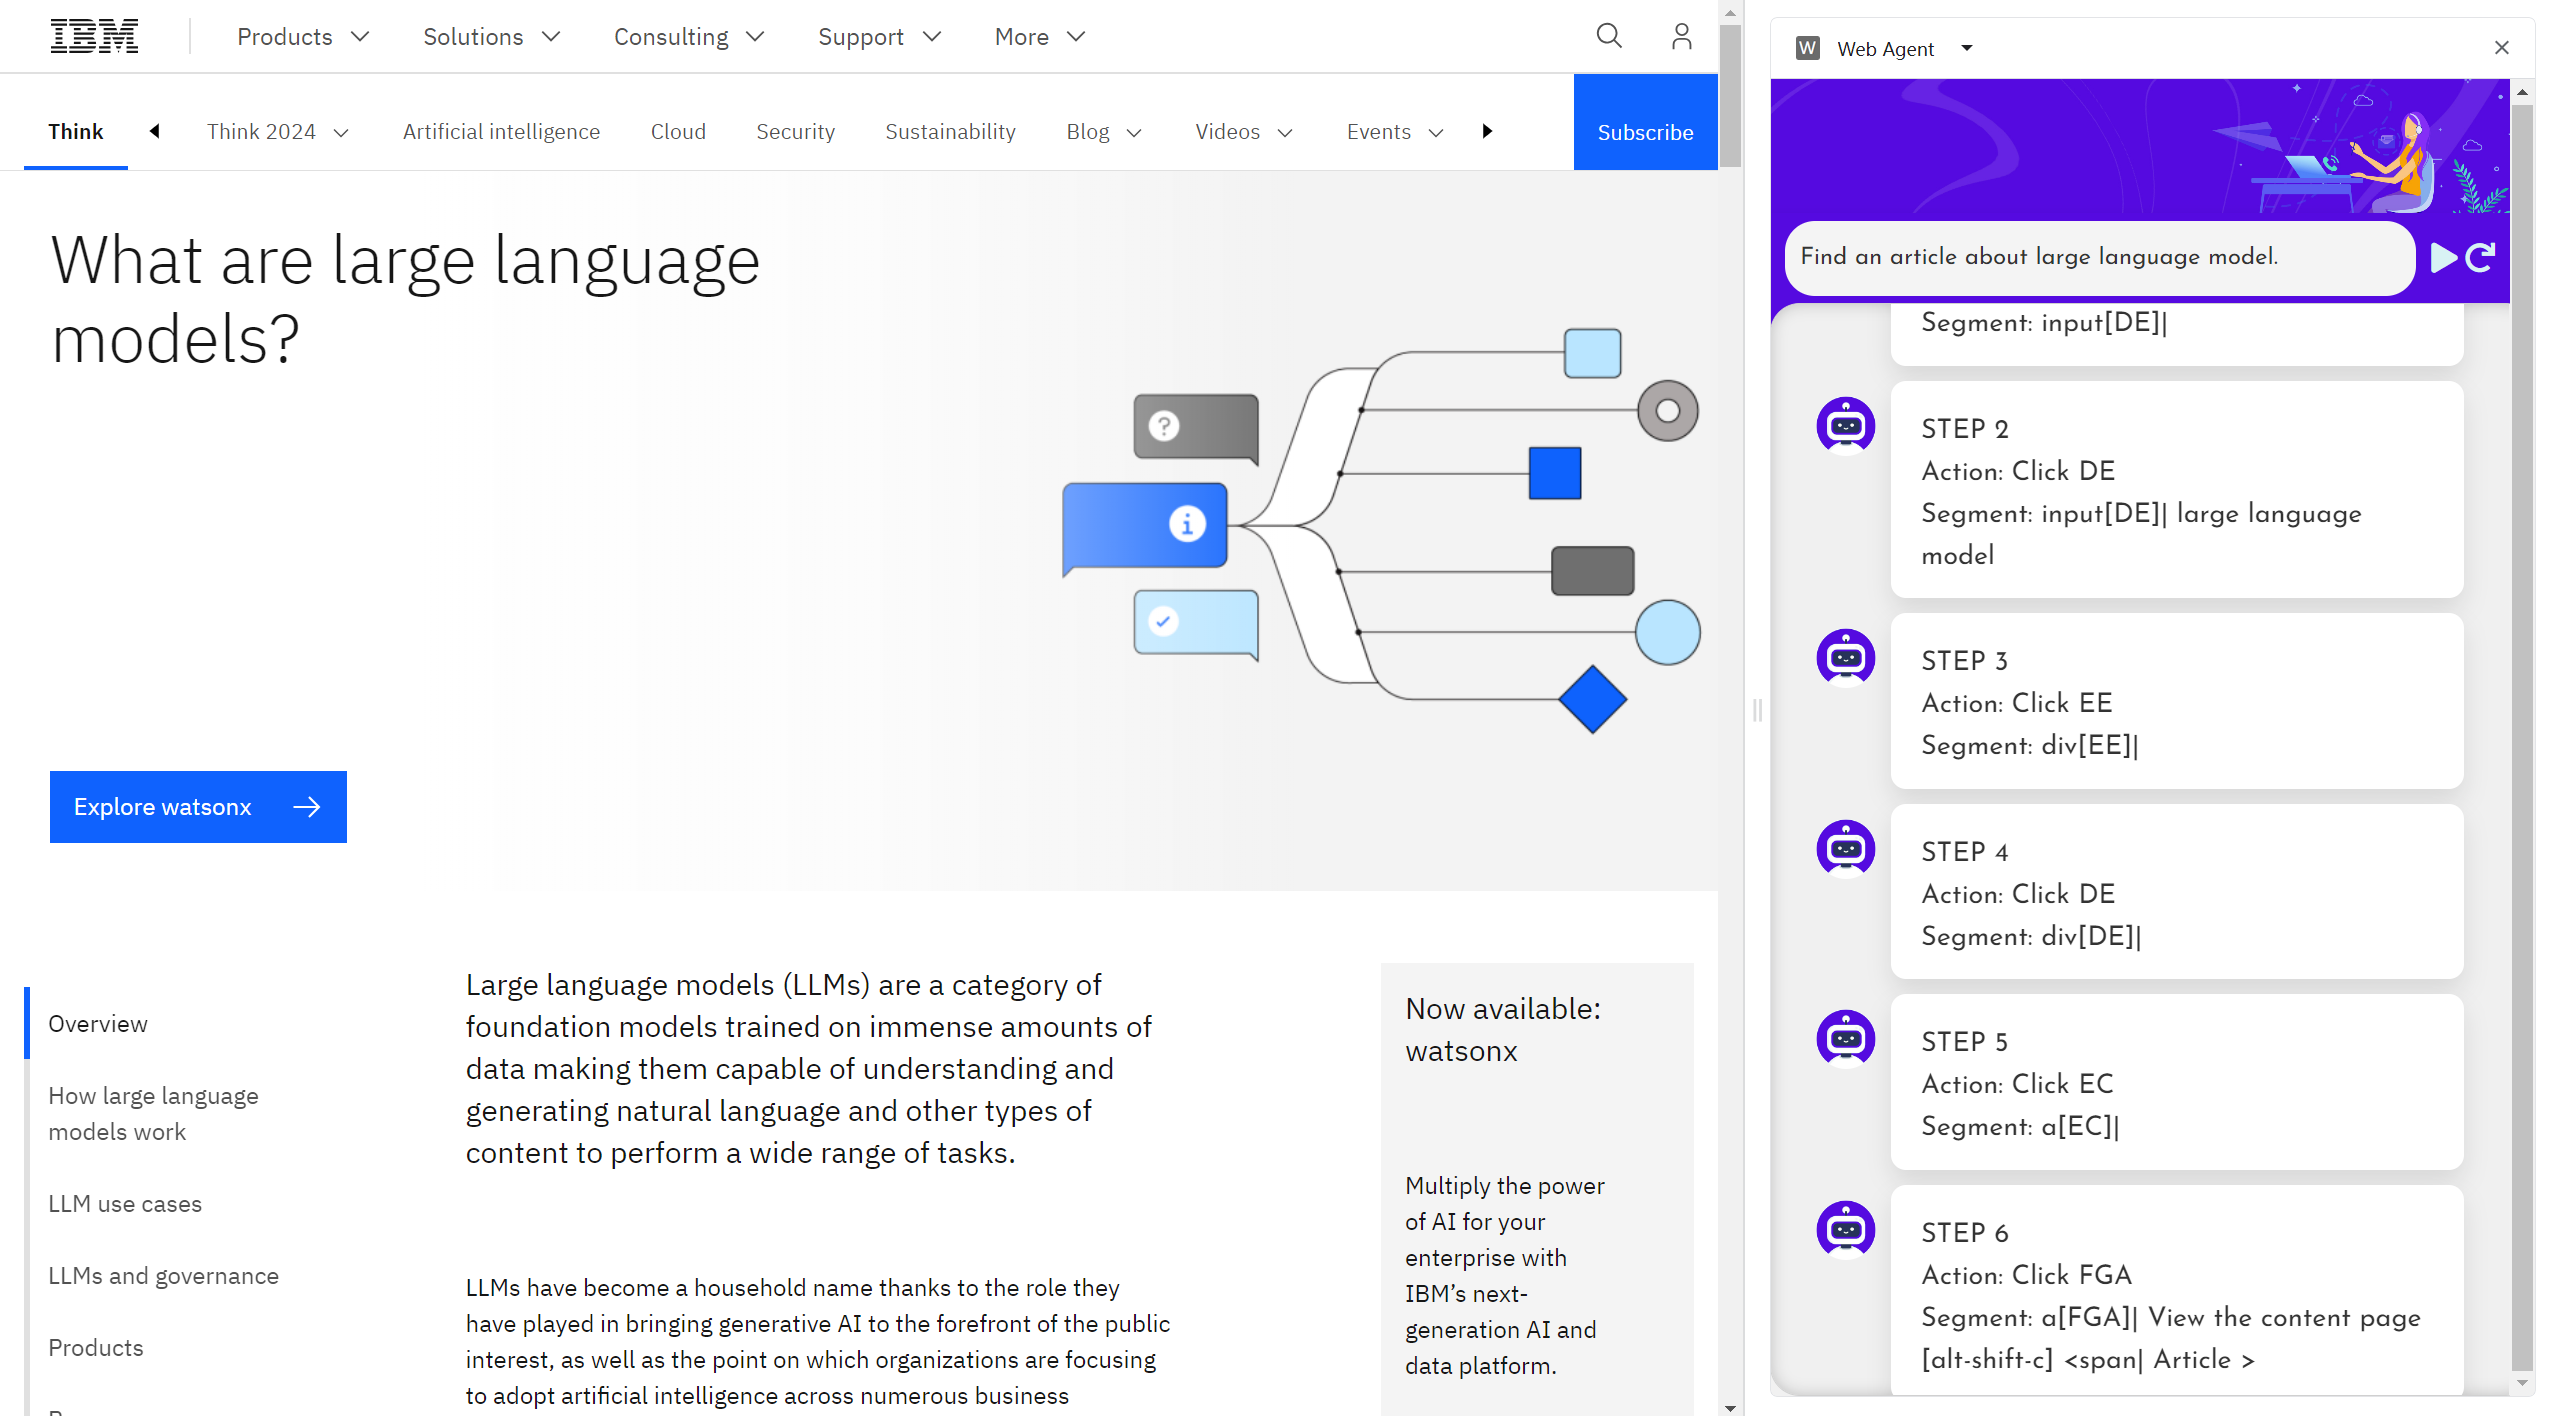 IBM
Products
Solutions
Consulting
Support
More
Think
Think 2024
Artificial intelligence
Cloud
Security
Sustainability
Blog
Videos
Events
Subscribe
What are large language
models?
Explore watsonx
Overview
How large language
models work
LLM use cases
LLMs and governance
Products
Large language models (LLMs) are a category of
foundation models trained on immense amounts of
data making them capable of understanding and
generating natural language and other types of
content to perform a wide range of tasks.
LLMs have become a household name thanks to the role they
have played in bringing generative AI to the forefront of the public
interest, as well as the point on which organizations are focusing
to adopt artificial intelligence across numerous business
Now available:
watsonx
Multiply the power
of AI for your
enterprise with
IBM’s next-
generation AI and
data platform.
W Web Agent
Find an article about large language model.
Segment: input[DE]|
STEP 2
Action: Click DE
Segment: input[DE]| large language
model
STEP 3
Action: Click EE
Segment: div[EE]|
STEP 4
Action: Click DE
Segment: div[DE]|
STEP 5
Action: Click EC
Segment: a[EC]|
STEP 6
Action: Click FGA
Segment: a[FGA]| View the content page
[alt-shift-c] <span| Article >